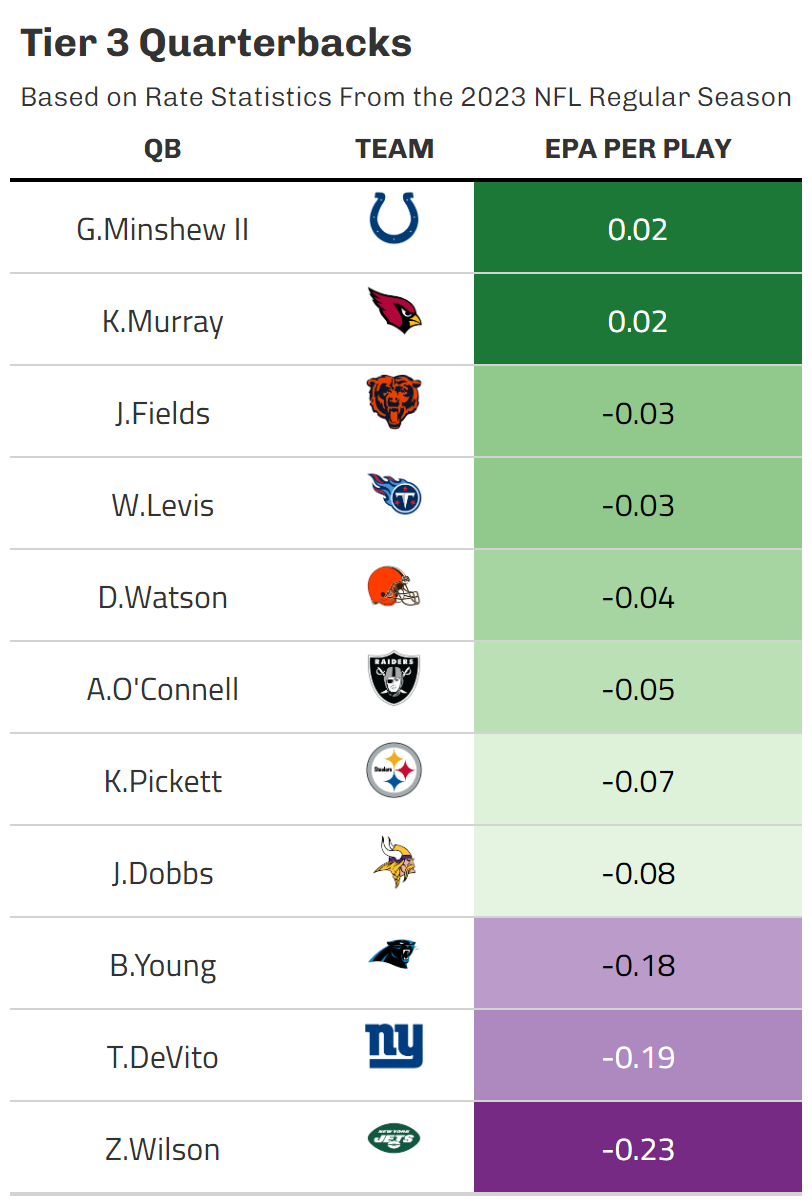 Tier 3 Quarterbacks
Based on Rate Statistics From the 2023 NFL Regular Season
QB TEAM EPA PER PLAY
G.Minshew II 0.02
K.Murray 0.02
J.Fields -0.03
W.Levis T -0.03
D.Watson -0.04
A.O'Connell RAIDERS -0.05
K.Pickett Steelers -0.07
J.Dobbs -0.08
B.Young -0.18
T.DeVito ny -0.19
Z.Wilson NEW YORK JETS -0.23